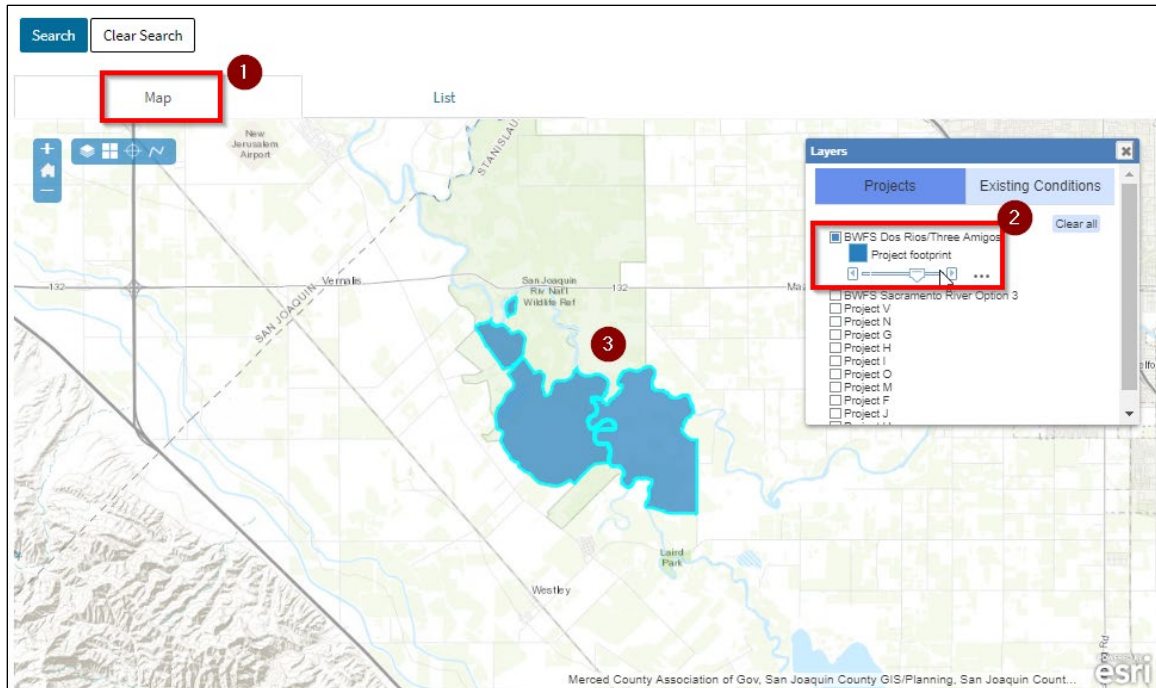 Search
Clear Search
1
Map
List
New
Jerusalem
Airport
STANISLAU
Layers
Projects
Existing Conditions
2
Clear all
BWFS Dos Rios/Three Amigos
Project footprint
...
BWFS Sacramento River Option 3
Project V
Project N
Project G
Project H
Project I
Project O
Project M
Project F
Project J
132
Vernalis
SAN JOAQUIN
San Joaquin
Riv Nat'l
Wildlife Ref
132
Ma
3
Laird
Park
Westley
Rd
esri
Merced County Association of Gov, San Joaquin County GIS/Planning, San Joaquin Count...